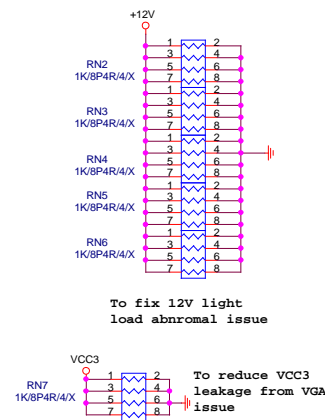 +12V
1 2
3 4
RN2 5 6
1K/8P4R/4/X 7 8
1 2
3 4
RN3 5 6
1K/8P4R/4/X 7 8
1 2
3 4
RN4 5 6
1K/8P4R/4/X 7 8
1 2
RN5 3 4
1K/8P4R/4/X 5 6
7 8
1 2
RN6 3 4
1K/8P4R/4/X 5 6
7 8
To fix 12V light
load abnromal issue
VCC3
1 2
RN7 3 4
1K/8P4R/4/X 5 6
7 8
To reduce VCC3
leakage from VGA
issue